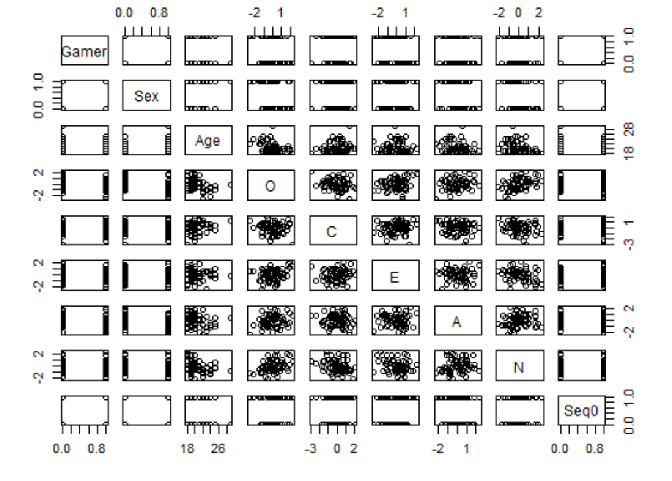 0.0 0.8 -2 1 -2 1 -2 0 2
Gamer 0.0 1.0
0.0 1.0 Sex
Age 18 28
-2 2 O
C -3 1
-2 2 E
A -2 2
-2 2 N
Seq0 0.0 1.0
0.0 0.8 18 26 -3 0 2 -2 1 0.0 0.8